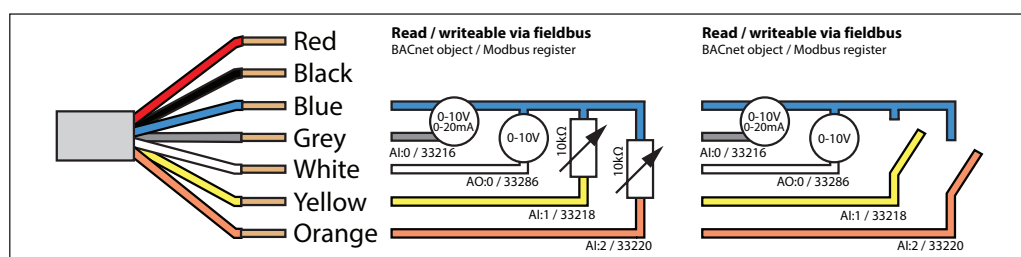 Red
Black
Blue
Grey
White
Yellow
Orange
Read / writeable via fieldbus
BACnet object / Modbus register
0-10V
0-20mA
0-10V
10kΩ
10kΩ
AI:0 / 33216
AO:0 / 33286
AI:1 / 33218
AI:2 / 33220
Read / writeable via fieldbus
BACnet object / Modbus register
0-10V
0-20mA
0-10V
AI:0 / 33216
AO:0 / 33286
AI:1 / 33218
AI:2 / 33220